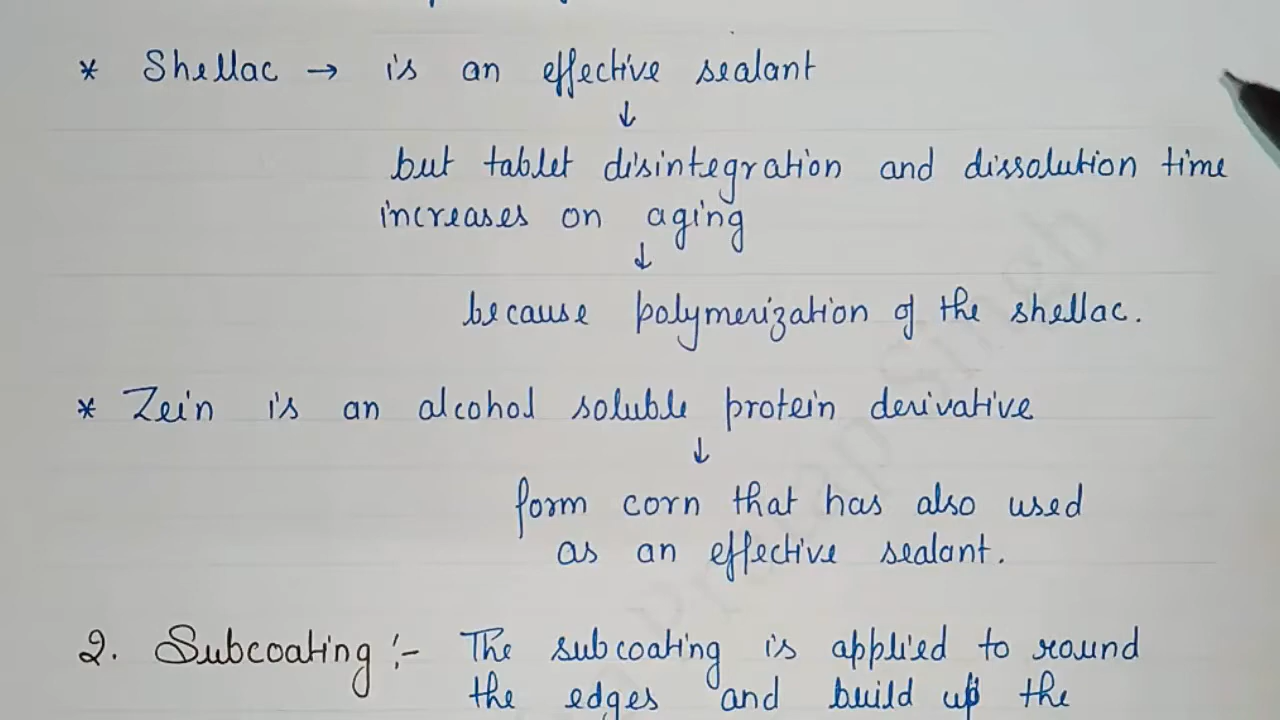 * Shellac → is an effective sealant
↓
but tablet disintegration and dissolution time
increases on aging
↓
because polymerization of the shellac.
* Zein is an alcohol soluble protein derivative
↓
form corn that has also used
as an effective sealant.
2. Subcoating :- The subcoating is applied to round
the edges and build up the